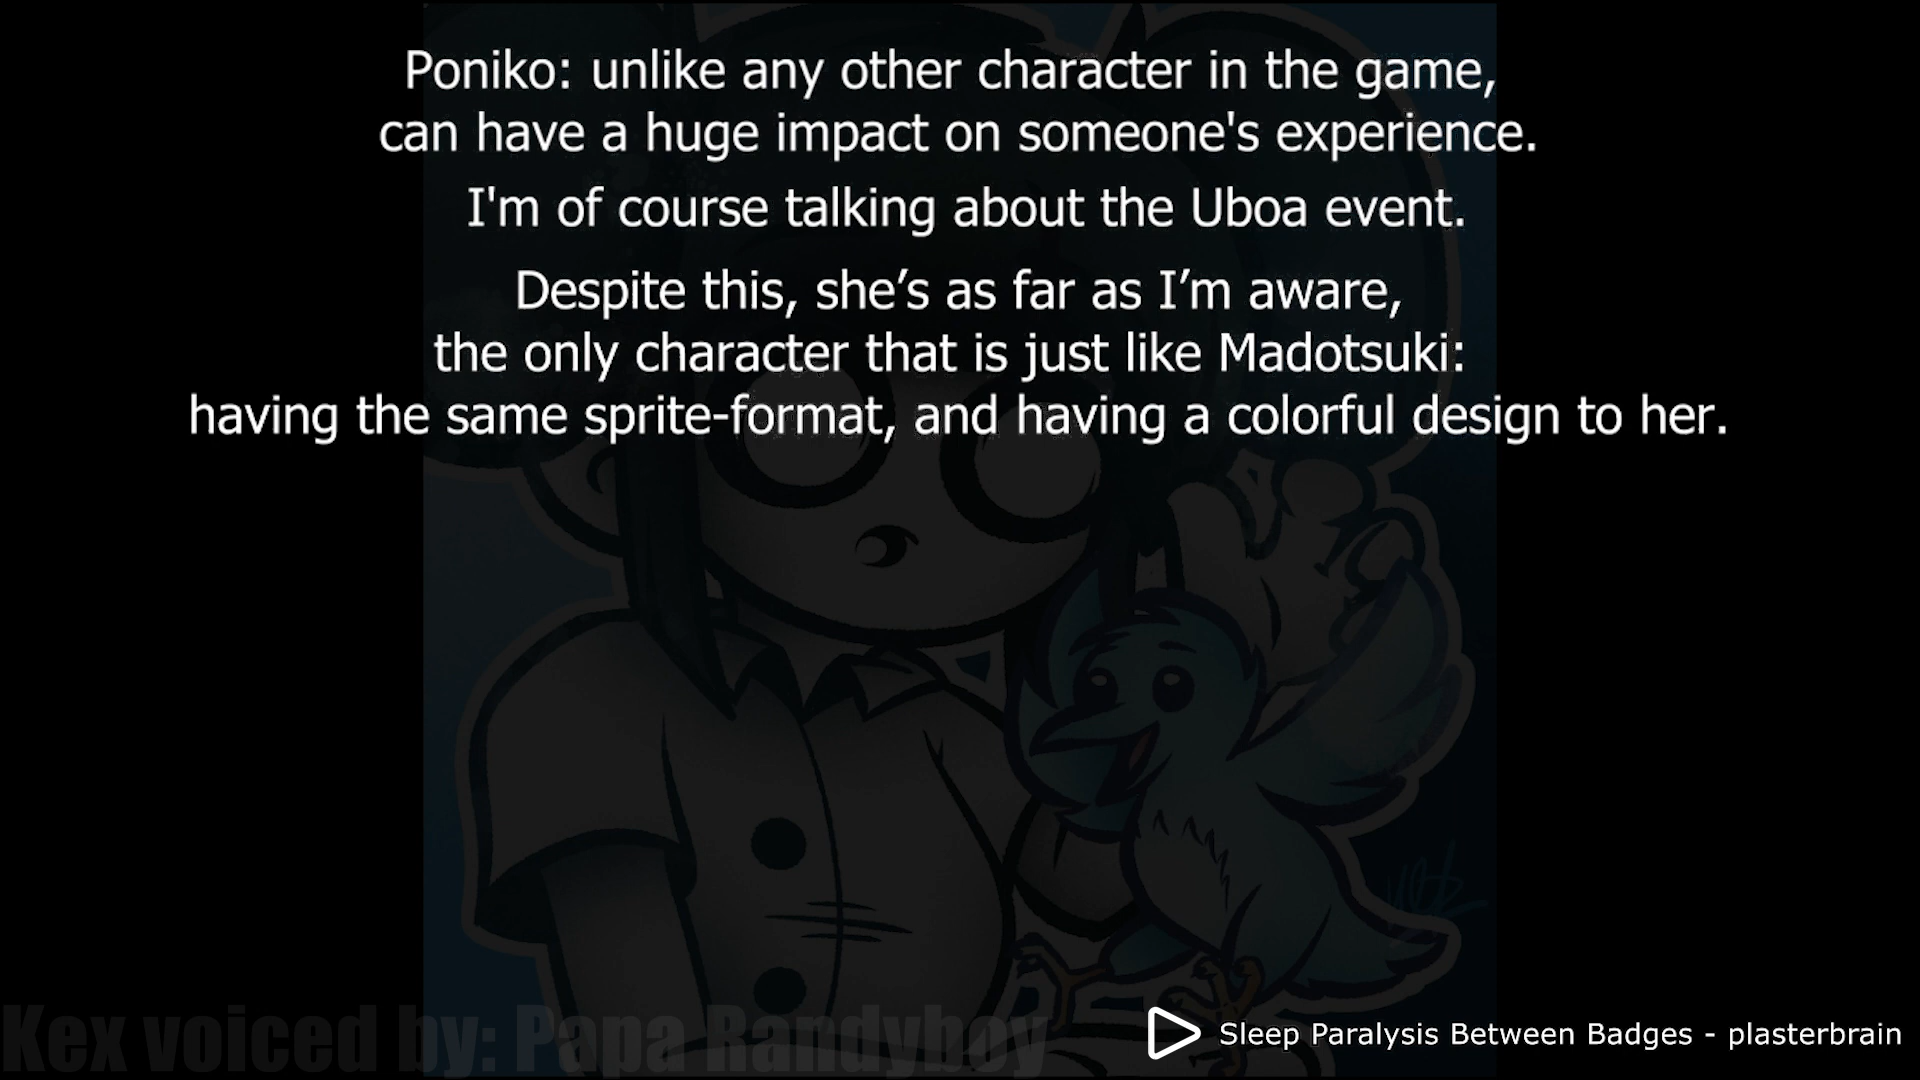 Poniko: unlike any other character in the game,
can have a huge impact on someone's experience.
I'm of course talking about the Uboa event.
Despite this, she’s as far as I’m aware,
the only character that is just like Madotsuki:
having the same sprite-format, and having a colorful design to her.
Kex voiced by: Papa Randyboy
Sleep Paralysis Between Badges - plasterbrain